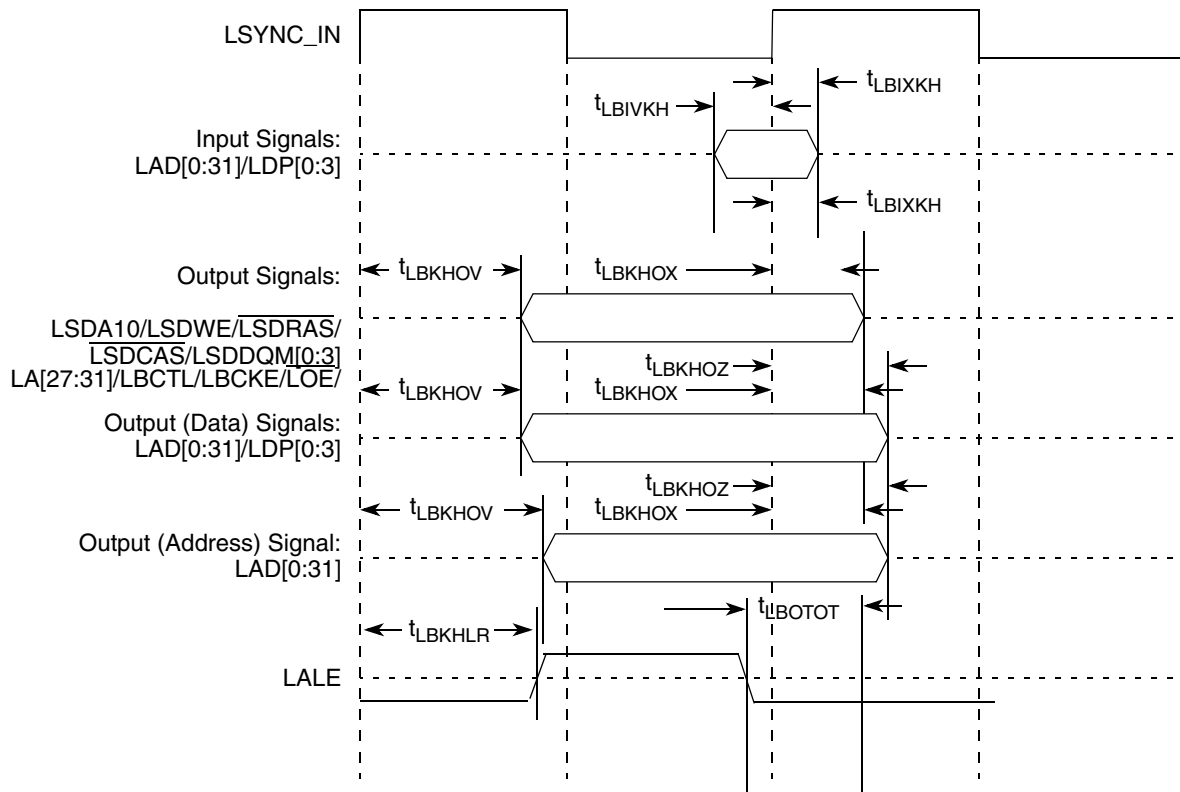 LSYNC_IN
tLBIXKH
tLBIVKH
Input Signals:
LAD[0:31]/LDP[0:3]
tLBIXKH
Output Signals:
tLBKHOV
tLBKHOX
LSDA10/LSDWE/LSDRAS/
LSDCAS/LSDDQM[0:3]
LA[27:31]/LBCTL/LBCKE/LOE/
tLBKHOZ
tLBKHOV
tLBKHOX
Output (Data) Signals:
LAD[0:31]/LDP[0:3]
tLBKHOZ
tLBKHOV
tLBKHOX
Output (Address) Signal:
LAD[0:31]
tLBOTOT
tLBKHLR
LALE